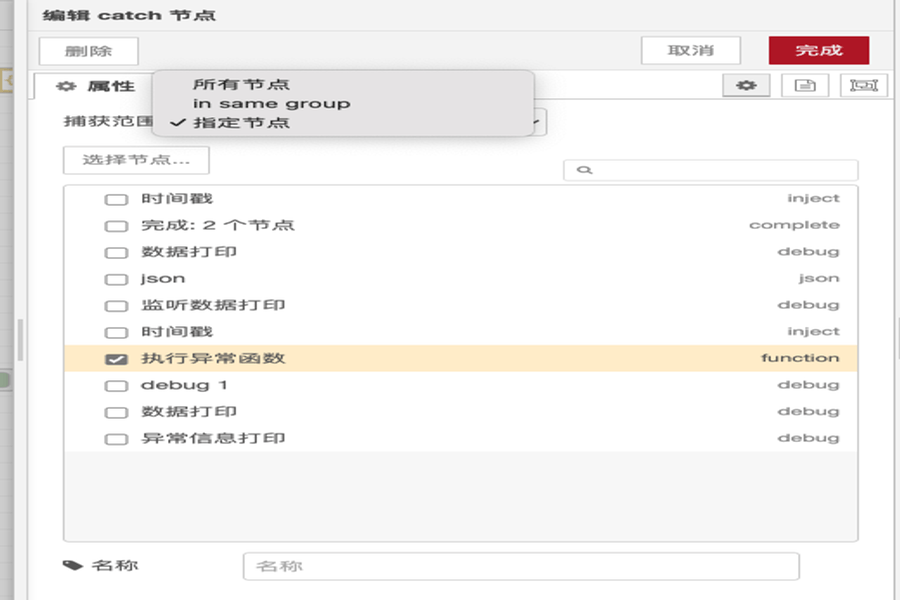 编辑 catch 节点
删除
取消
完成
属性
所有节点
in same group
指定节点
捕获范围
选择节点...
时间戳 inject
完成: 2 个节点 complete
数据打印 debug
json json
监听数据打印 debug
时间戳 inject
执行异常函数 function
debug 1 debug
数据打印 debug
异常信息打印 debug
名称
名称